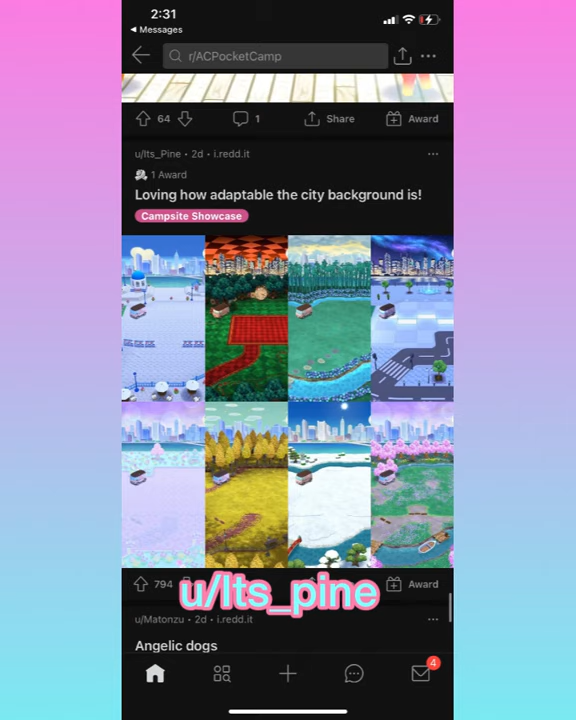 2:31
Messages
r/ACPocketCamp
64
1
Share
Award
u/Its_Pine • 2d • i.redd.it
1 Award
Loving how adaptable the city background is!
Campsite Showcase
794
Award
u/Its_pine
u/Matonzu • 2d • i.redd.it
Angelic dogs
4